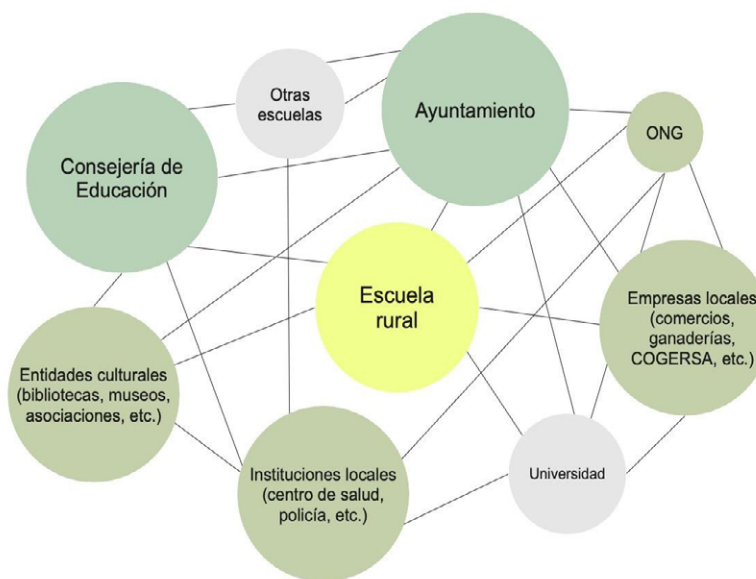 Otras
escuelas
Ayuntamiento
ONG
Consejería de
Educación
Escuela
rural
Empresas locales
(comercios,
ganaderías,
COGERSA, etc.)
Entidades culturales
(bibliotecas, museos,
asociaciones, etc.)
Instituciones locales
(centro de salud,
policía, etc.)
Universidad